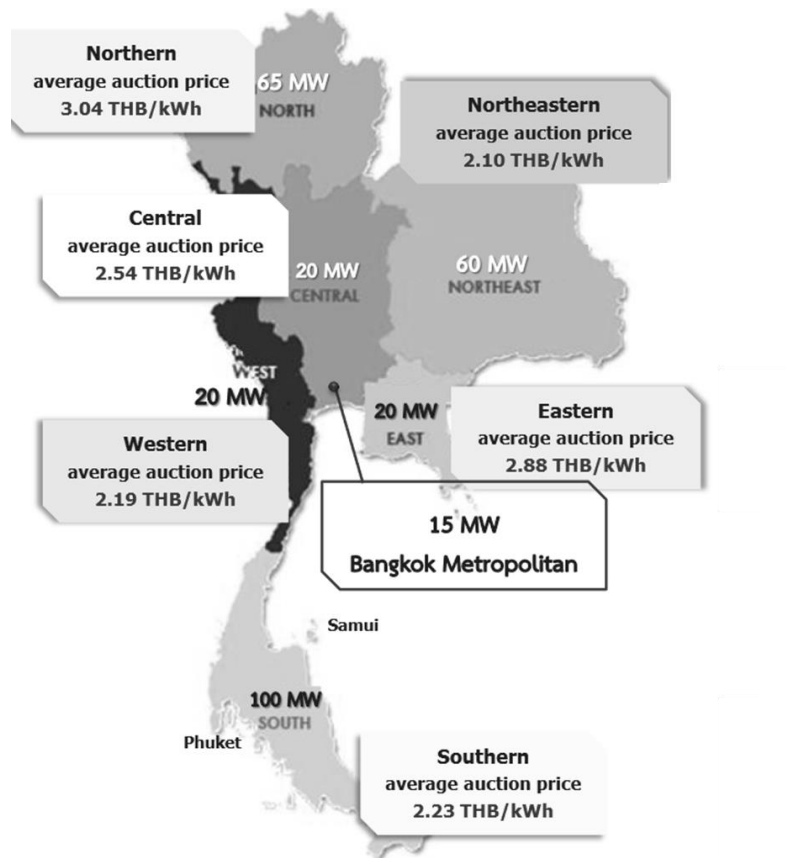 Northern
average auction price
3.04 THB/kWh
65 MW
NORTH
Northeastern
average auction price
2.10 THB/kWh
Central
average auction price
2.54 THB/kWh
20 MW
CENTRAL
60 MW
NORTHEAST
WEST
20 MW
20 MW
EAST
Eastern
average auction price
2.88 THB/kWh
Western
average auction price
2.19 THB/kWh
15 MW
Bangkok Metropolitan
Samui
100 MW
SOUTH
Phuket
Southern
average auction price
2.23 THB/kWh